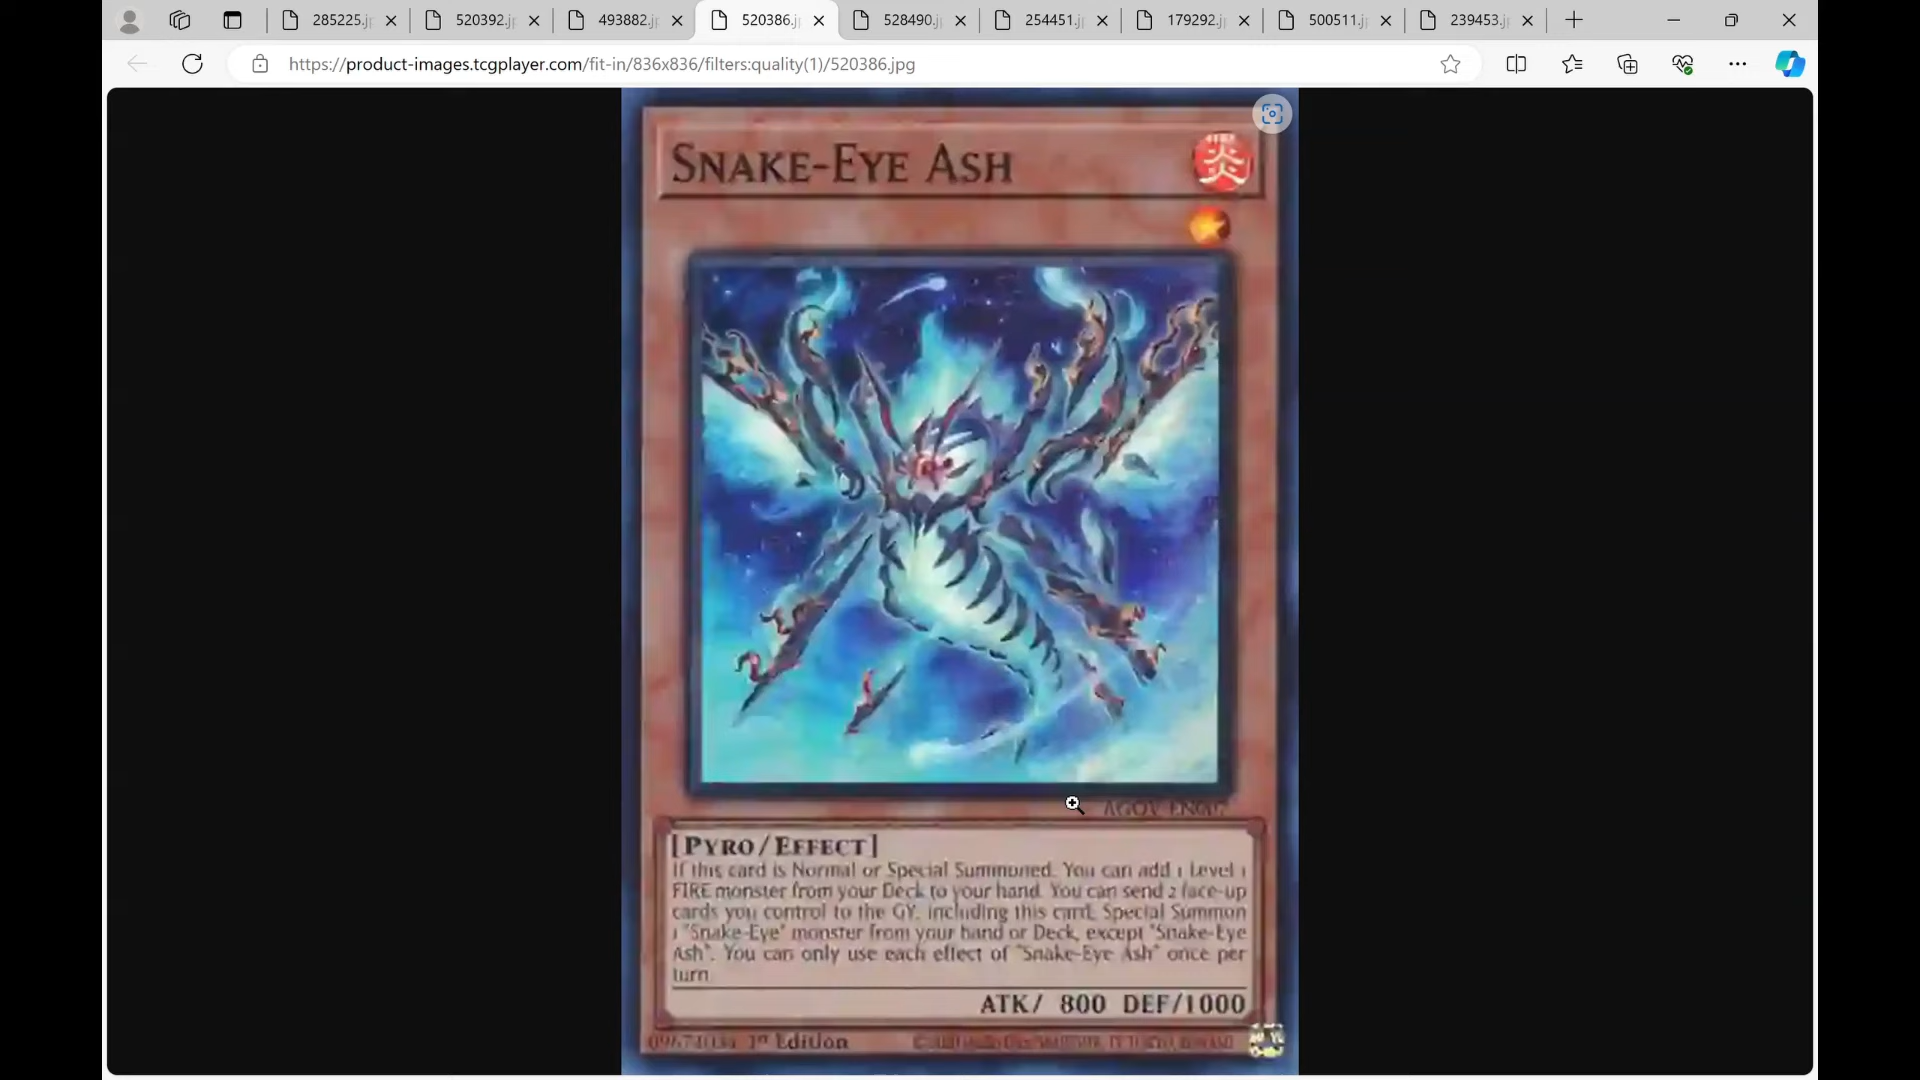 285225.j
520392.j
493882.j
520386.j
528490.j
254451.j
179292.j
500511.j
239453.j
https://product-images.tcgplayer.com/fit-in/836x836/filters:quality(1)/520386.jpg
SNAKE-EYE ASH
炎
[PYRO/EFFECT]
If this card is Normal or Special Summoned: You can add 1 Level 1
FIRE monster from your Deck to your hand. You can send 2 face-up
cards you control to the GY, including this card; Special Summon
1 "Snake-Eye" monster from your hand or Deck, except "Snake-Eye
Ash". You can only use each effect of "Snake-Eye Ash" once per
turn.
ATK/ 800 DEF/1000
1st Edition